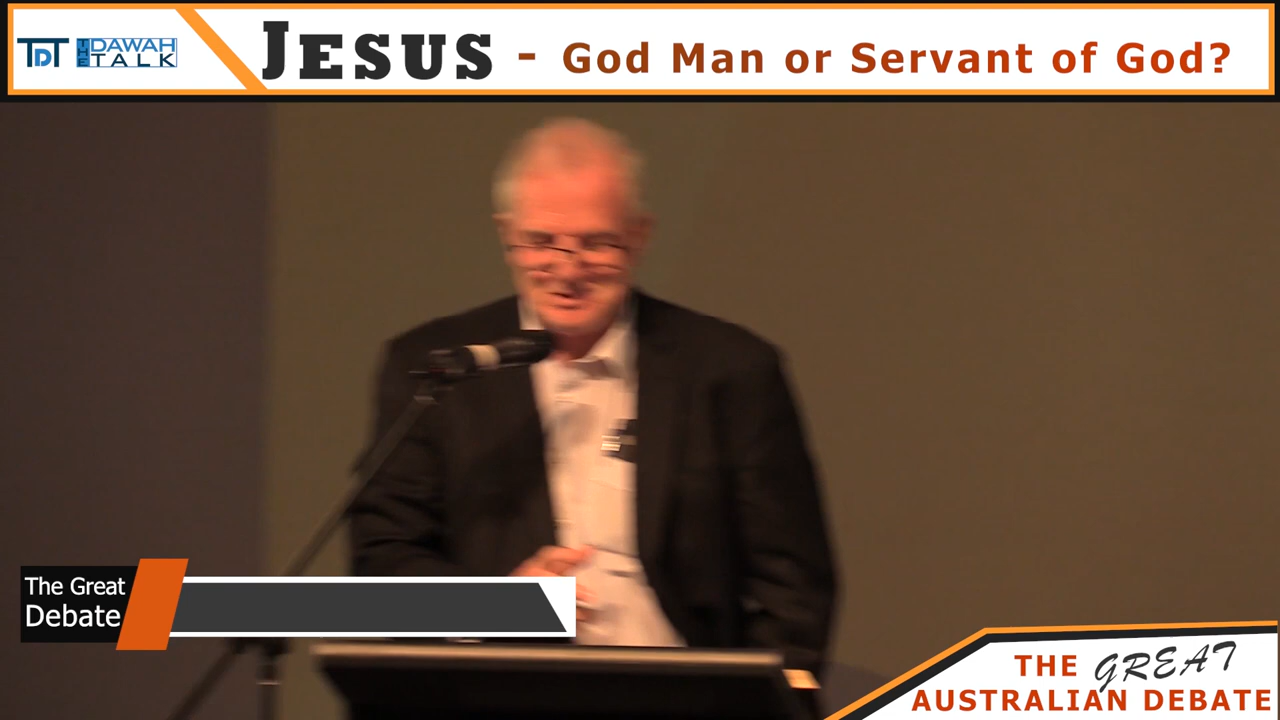 TDT THE DAWAH TALK
JESUS - God Man or Servant of God?
The Great
Debate
THE GREAT
AUSTRALIAN DEBATE